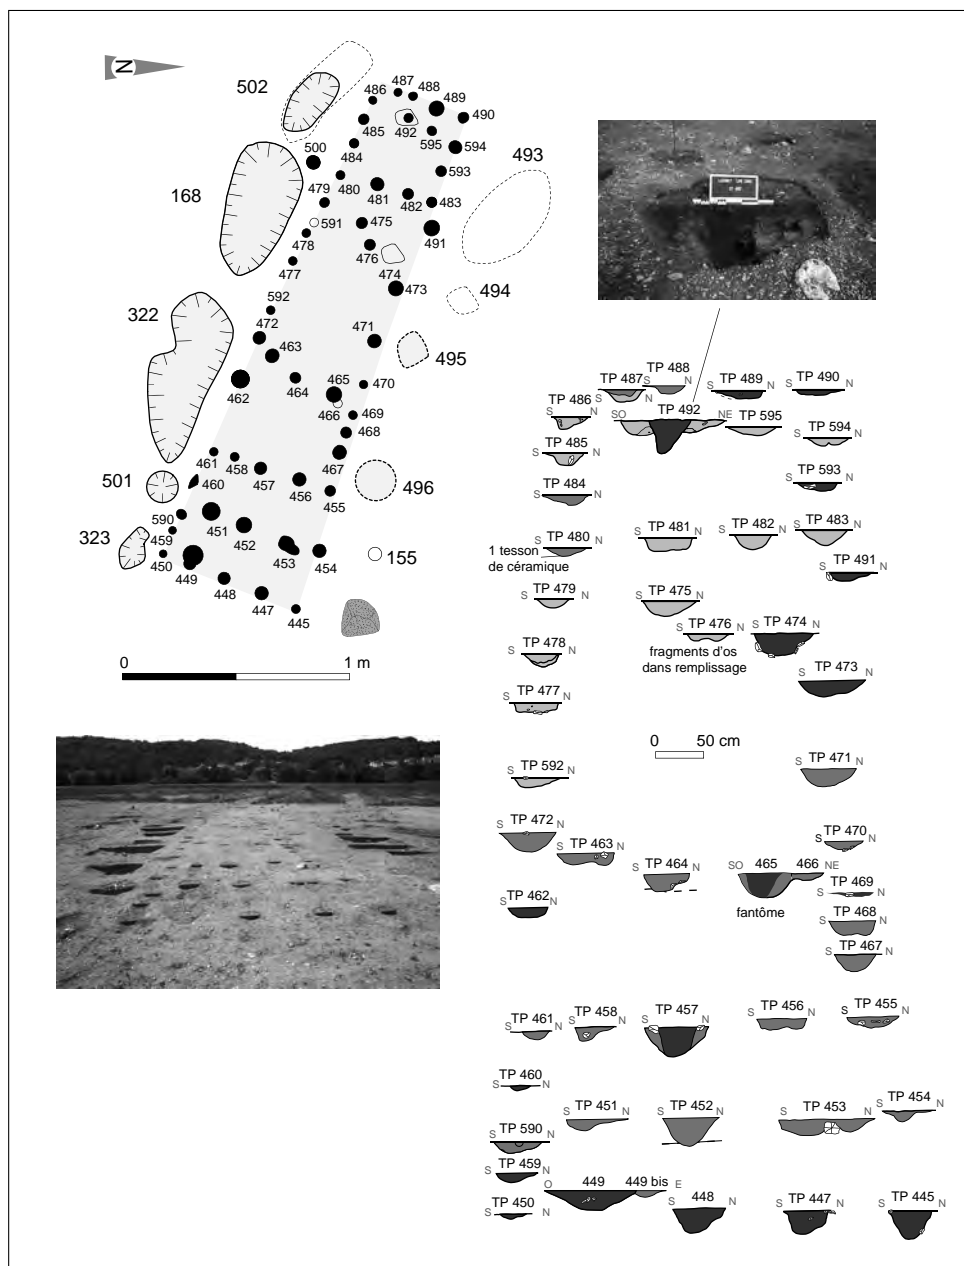 N
502
487
488
486
489
490
485
492
595
594
484
500
493
168
480
593
479
481
482
483
591
475
478
491
476
477
474
473
494
592
322
472
471
463
495
465
464
470
462
466
469
468
461
458
467
501
457
460
456
496
455
590
451
323
459
452
453
155
450
454
449
448
447
445
0 1 m
TP 487 S N
TP 488 S N
TP 489 S N
TP 490 S N
TP 486 S N
SO TP 492 NE
TP 595
TP 594 S N
TP 485 S N
TP 593 S N
TP 484 S N
TP 480 S N
1 tesson
de céramique
TP 481 S N
TP 482 S N
TP 483 S N
TP 491 S N
TP 479 S N
TP 475 S N
TP 476 S N
fragments d'os
dans remplissage
TP 474 S N
TP 478 S N
TP 473 S N
TP 477 S N
0 50 cm
TP 471 S N
TP 592 S N
TP 472 S N
TP 463 S N
TP 470 S N
TP 464 S N
SO 465 466 NE
fantôme
TP 469 S N
TP 462 S N
TP 468 S N
TP 467 S N
TP 461 S N
TP 458 S N
TP 457 S N
TP 456 S N
TP 455 S N
TP 460 S N
TP 451 S N
TP 452 S N
TP 453 S N
TP 454 S N
TP 590 S N
TP 459 S N
O 449 449 bis E
TP 450 S N
448 S N
TP 447 S N
TP 445 S N